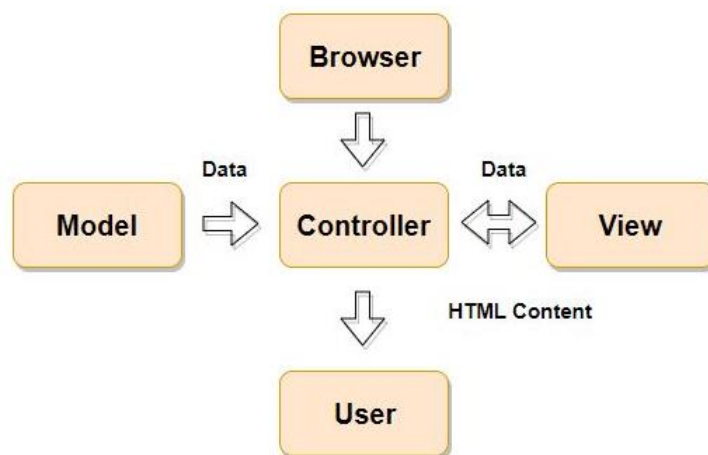 Browser
Data
Data
Model
Controller
View
HTML Content
User